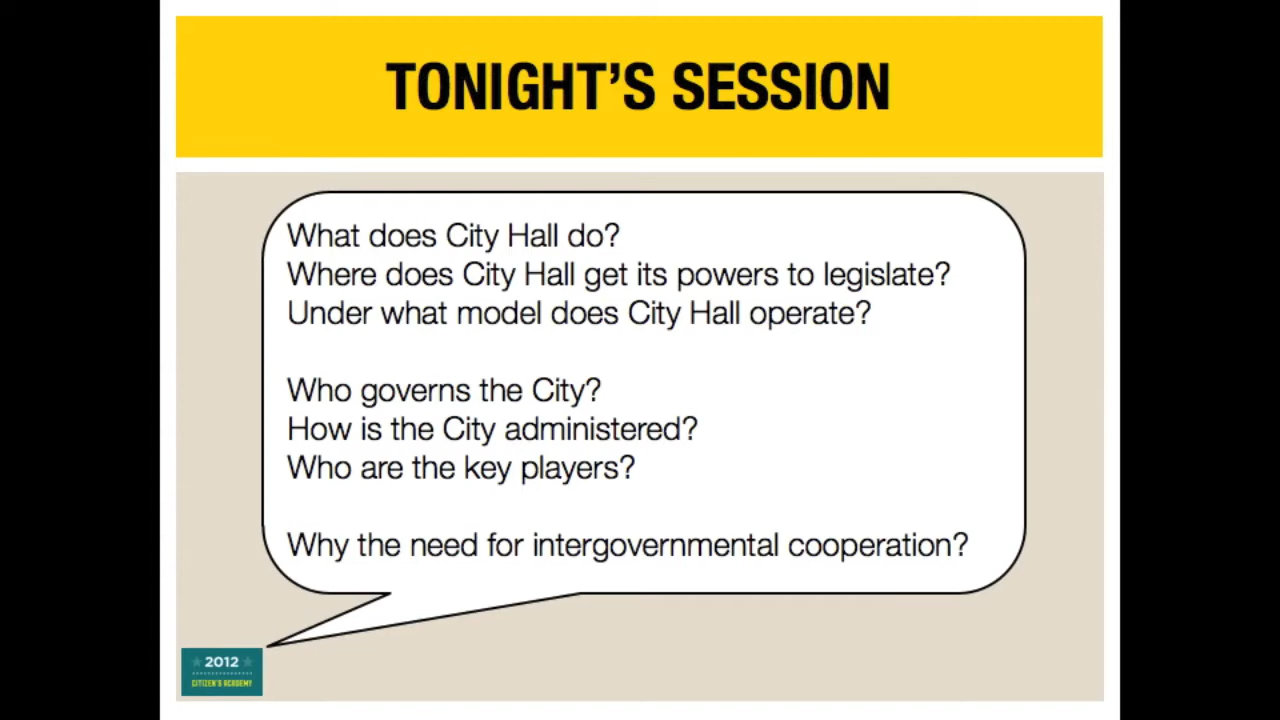 TONIGHT'S SESSION
What does City Hall do?
Where does City Hall get its powers to legislate?
Under what model does City Hall operate?
Who governs the City?
How is the City administered?
Who are the key players?
Why the need for intergovernmental cooperation?
2012
CITIZEN'S ACADEMY